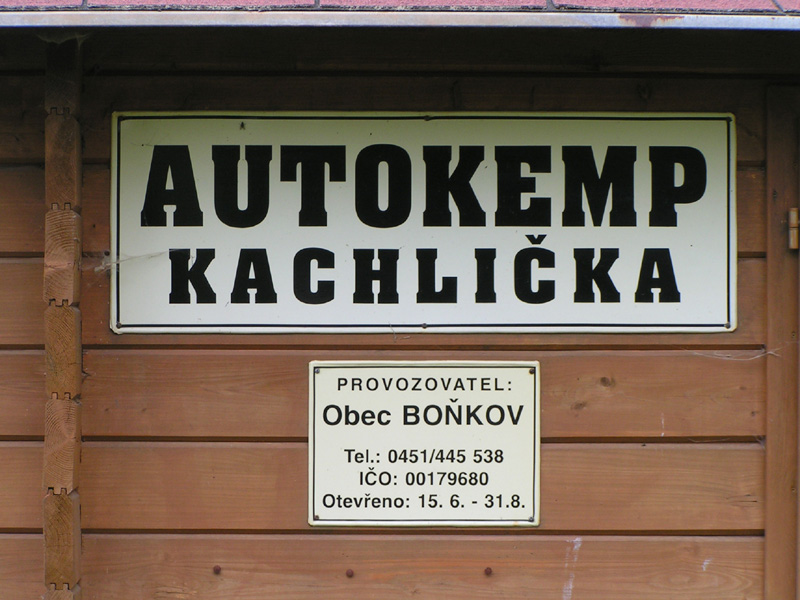 AUTOKEMP
KACHLIČKA
PROVOZOVATEL:
Obec BOŇKOV
Tel.: 0451/445 538
IČO: 00179680
Otevřeno: 15. 6. - 31.8.